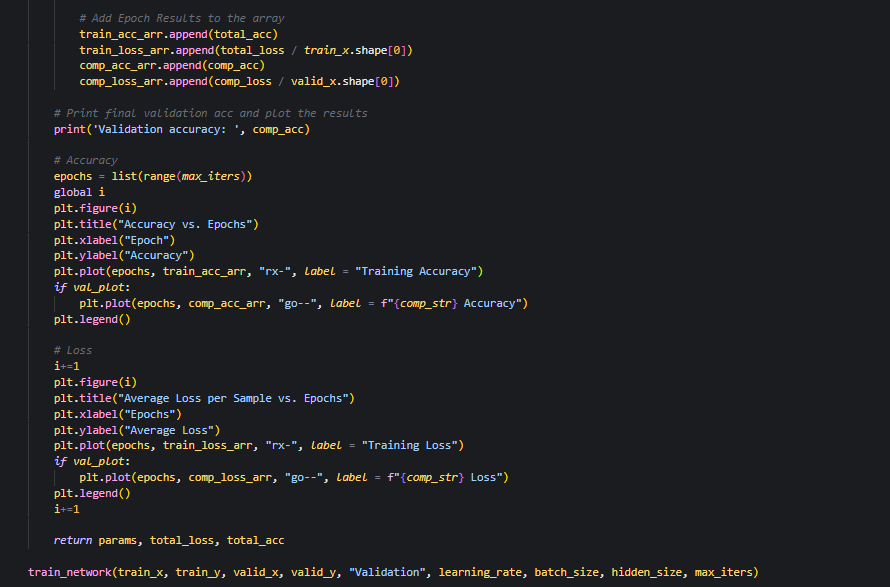 # Add Epoch Results to the array
train_acc_arr.append(total_acc)
train_loss_arr.append(total_loss / train_x.shape[0])
comp_acc_arr.append(comp_acc)
comp_loss_arr.append(comp_loss / valid_x.shape[0])
# Print final validation acc and plot the results
print('Validation accuracy: ', comp_acc)
# Accuracy
epochs = list(range(max_iters))
global i
plt.figure(i)
plt.title("Accuracy vs. Epochs")
plt.xlabel("Epoch")
plt.ylabel("Accuracy")
plt.plot(epochs, train_acc_arr, "rx-", label = "Training Accuracy")
if val_plot:
plt.plot(epochs, comp_acc_arr, "go--", label = f"{comp_str} Accuracy")
plt.legend()
# Loss
i+=1
plt.figure(i)
plt.title("Average Loss per Sample vs. Epochs")
plt.xlabel("Epochs")
plt.ylabel("Average Loss")
plt.plot(epochs, train_loss_arr, "rx-", label = "Training Loss")
if val_plot:
plt.plot(epochs, comp_loss_arr, "go--", label = f"{comp_str} Loss")
plt.legend()
i+=1
return params, total_loss, total_acc
train_network(train_x, train_y, valid_x, valid_y, "Validation", learning_rate, batch_size, hidden_size, max_iters)